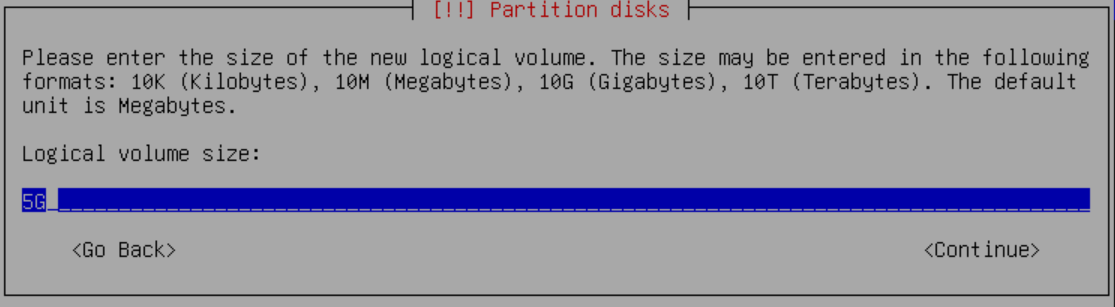 [!!] Partition disks
Please enter the size of the new logical volume. The size may be entered in the following
formats: 10K (Kilobytes), 10M (Megabytes), 10G (Gigabytes), 10T (Terabytes). The default
unit is Megabytes.
Logical volume size:
5G
<Go Back> <Continue>